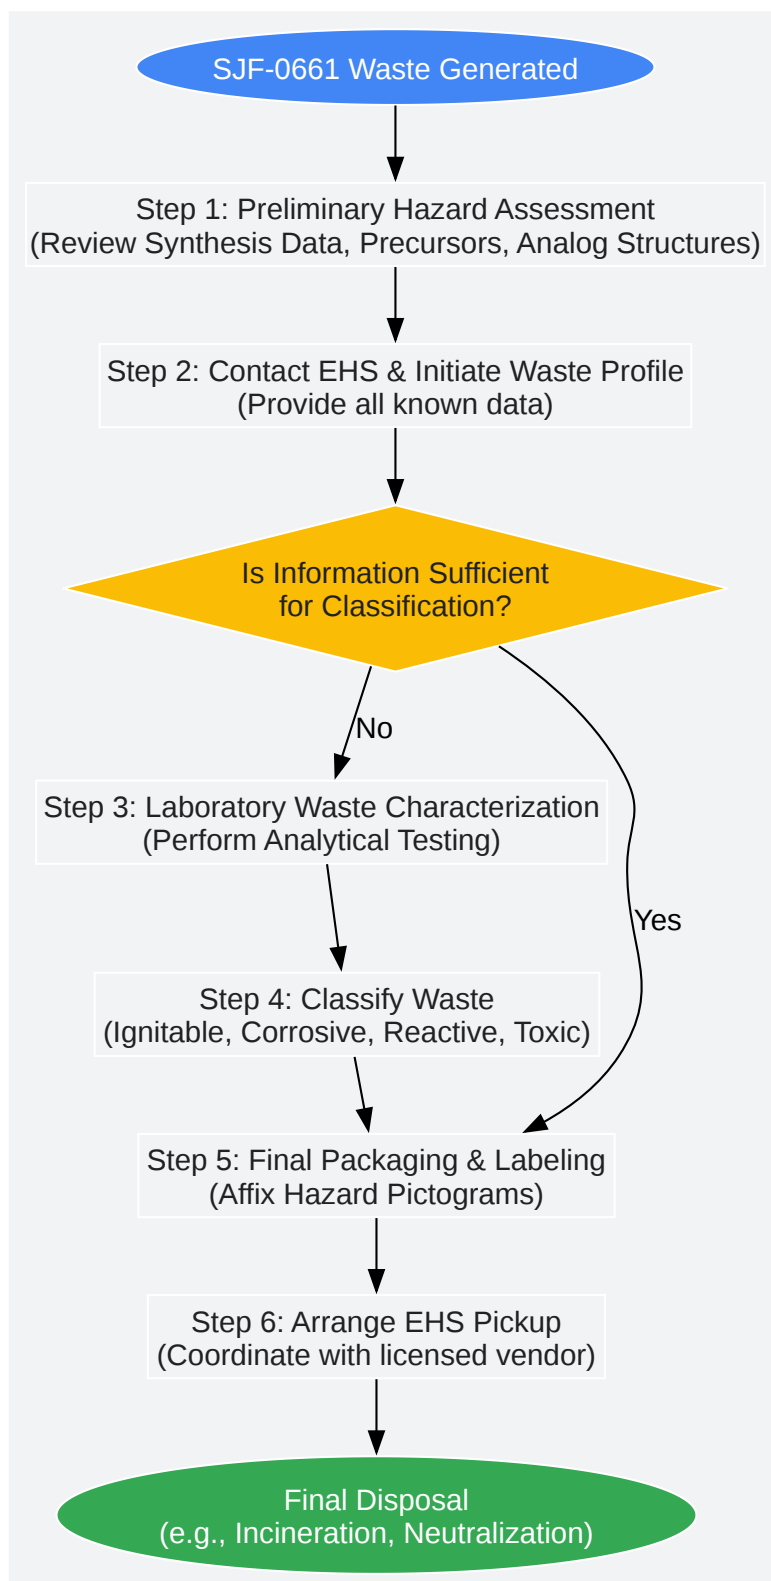 SJF-0661 Waste Generated
Step 1: Preliminary Hazard Assessment
(Review Synthesis Data, Precursors, Analog Structures)
Step 2: Contact EHS & Initiate Waste Profile
(Provide all known data)
Is Information Sufficient
for Classification?
No
Step 3: Laboratory Waste Characterization
(Perform Analytical Testing)
Yes
Step 4: Classify Waste
(Ignitable, Corrosive, Reactive, Toxic)
Step 5: Final Packaging & Labeling
(Affix Hazard Pictograms)
Step 6: Arrange EHS Pickup
(Coordinate with licensed vendor)
Final Disposal
(e.g., Incineration, Neutralization)